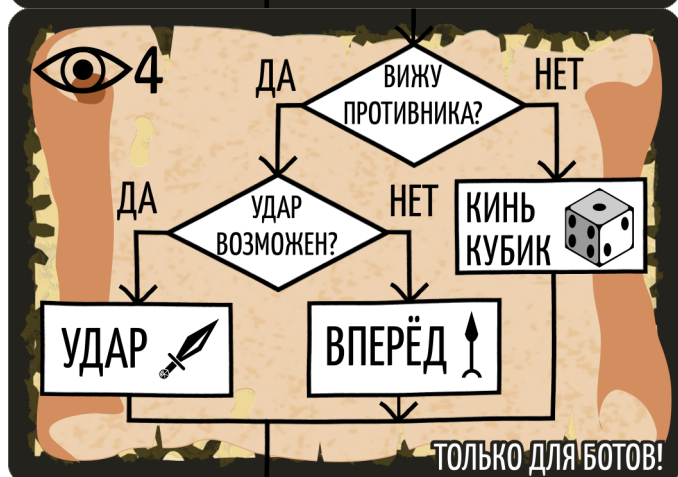 4
ДА
ВИЖУ
ПРОТИВНИКА?
НЕТ
ДА
УДАР
ВОЗМОЖЕН?
НЕТ
КИНЬ
КУБИК
УДАР
ВПЕРЁД
ТОЛЬКО ДЛЯ БОТОВ!